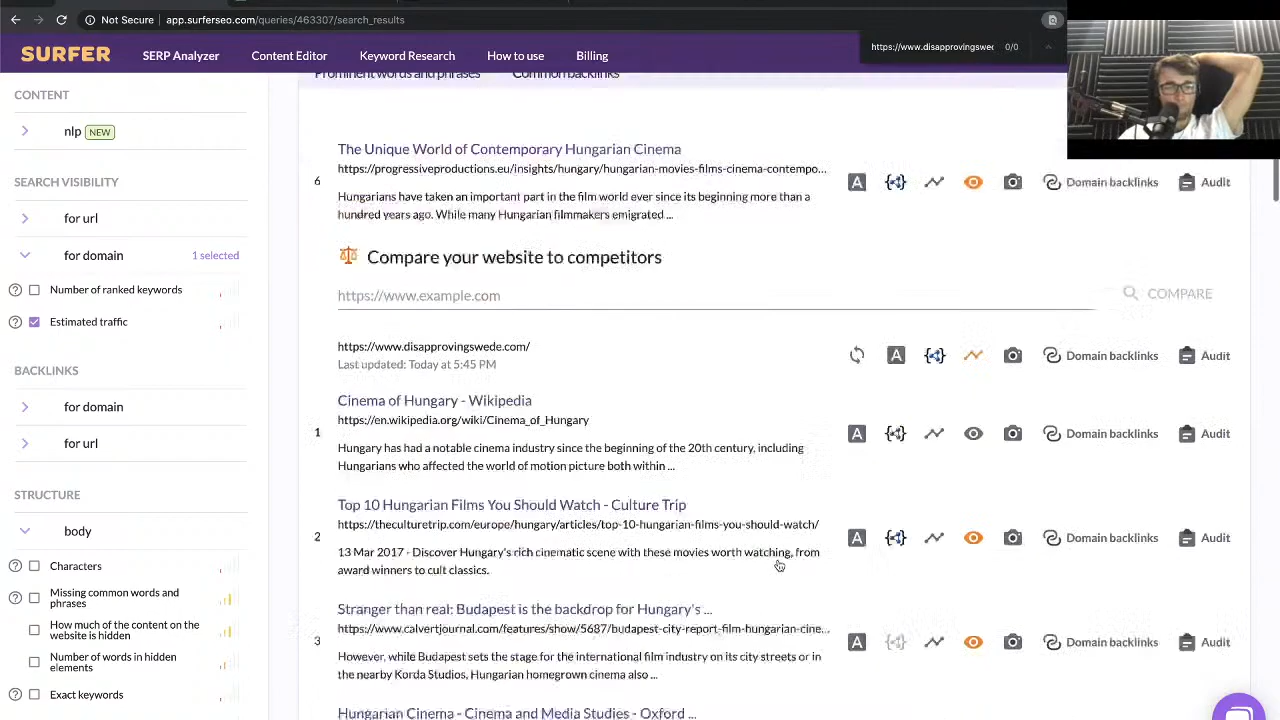 Not Secure | app.surferseo.com/queries/463307/search_results
https://www.disapprovingswec 0/0
SURFER
SERP Analyzer
Content Editor
Research
Billing
CONTENT
nlp NEW
SEARCH VISIBILITY
for url
for domain 1 selected
Number of ranked keywords
Estimated traffic
BACKLINKS
for domain
for url
STRUCTURE
body
Characters
Missing common words and
phrases
How much of the content on the
website is hidden
Number of words in hidden
elements
Exact keywords
The Unique World of Contemporary Hungarian Cinema
https://progressiveproductions.eu/insights/hungary/hungarian-movies-films-cinema-contempo...
6
Hungarians have taken an important part in the film world ever since its beginning more than a
hundred years ago. While many Hungarian filmmakers emigrated ...
A Domain backlinks Audit
Compare your website to competitors
https://www.example.com
COMPARE
https://www.disapprovingswede.com/
Last updated: Today at 5:45 PM
A Domain backlinks Audit
Cinema of Hungary - Wikipedia
https://en.wikipedia.org/wiki/Cinema_of_Hungary
1
Hungary has had a notable cinema industry since the beginning of the 20th century, including
Hungarians who affected the world of motion picture both within ...
A Domain backlinks Audit
Top 10 Hungarian Films You Should Watch - Culture Trip
https://theculturetrip.com/europe/hungary/articles/top-10-hungarian-films-you-should-watch/
2
13 Mar 2017 - Discover Hungary's rich cinematic scene with these movies worth watching, from
award winners to cult classics.
A Domain backlinks Audit
Stranger than real: Budapest is the backdrop for Hungary's ...
https://www.calvertjournal.com/features/show/5687/budapest-city-report-film-hungarian-cine...
3
However, while Budapest sets the stage for the international film industry on its city streets or in
the nearby Korda Studios, Hungarian homegrown cinema also ...
A Domain backlinks Audit
Hungarian Cinema - Cinema and Media Studies - Oxford ...